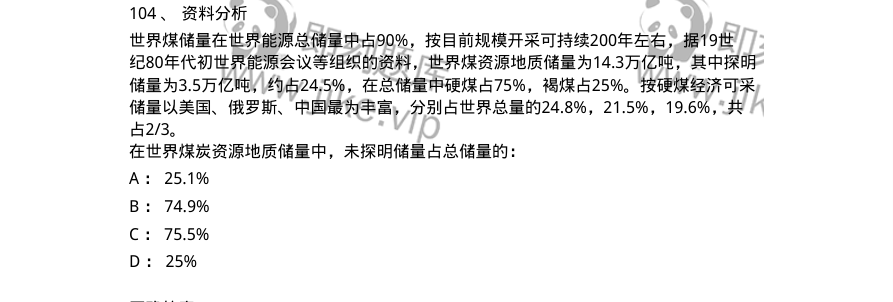 104 、 资料分析
世界煤储量在世界能源总储量中占90%，按目前规模开采可持续200年左右，据19世
纪80年代初世界能源会议等组织的资料，世界煤资源地质储量为14.3万亿吨，其中探明
储量为3.5万亿吨，约占24.5%，在总储量中硬煤占75%，褐煤占25%。按硬煤经济可采
储量以美国、俄罗斯、中国最为丰富，分别占世界总量的24.8%，21.5%，19.6%，共
占2/3。
在世界煤炭资源地质储量中，未探明储量占总储量的：
A： 25.1%
B： 74.9%
C： 75.5%
D： 25%